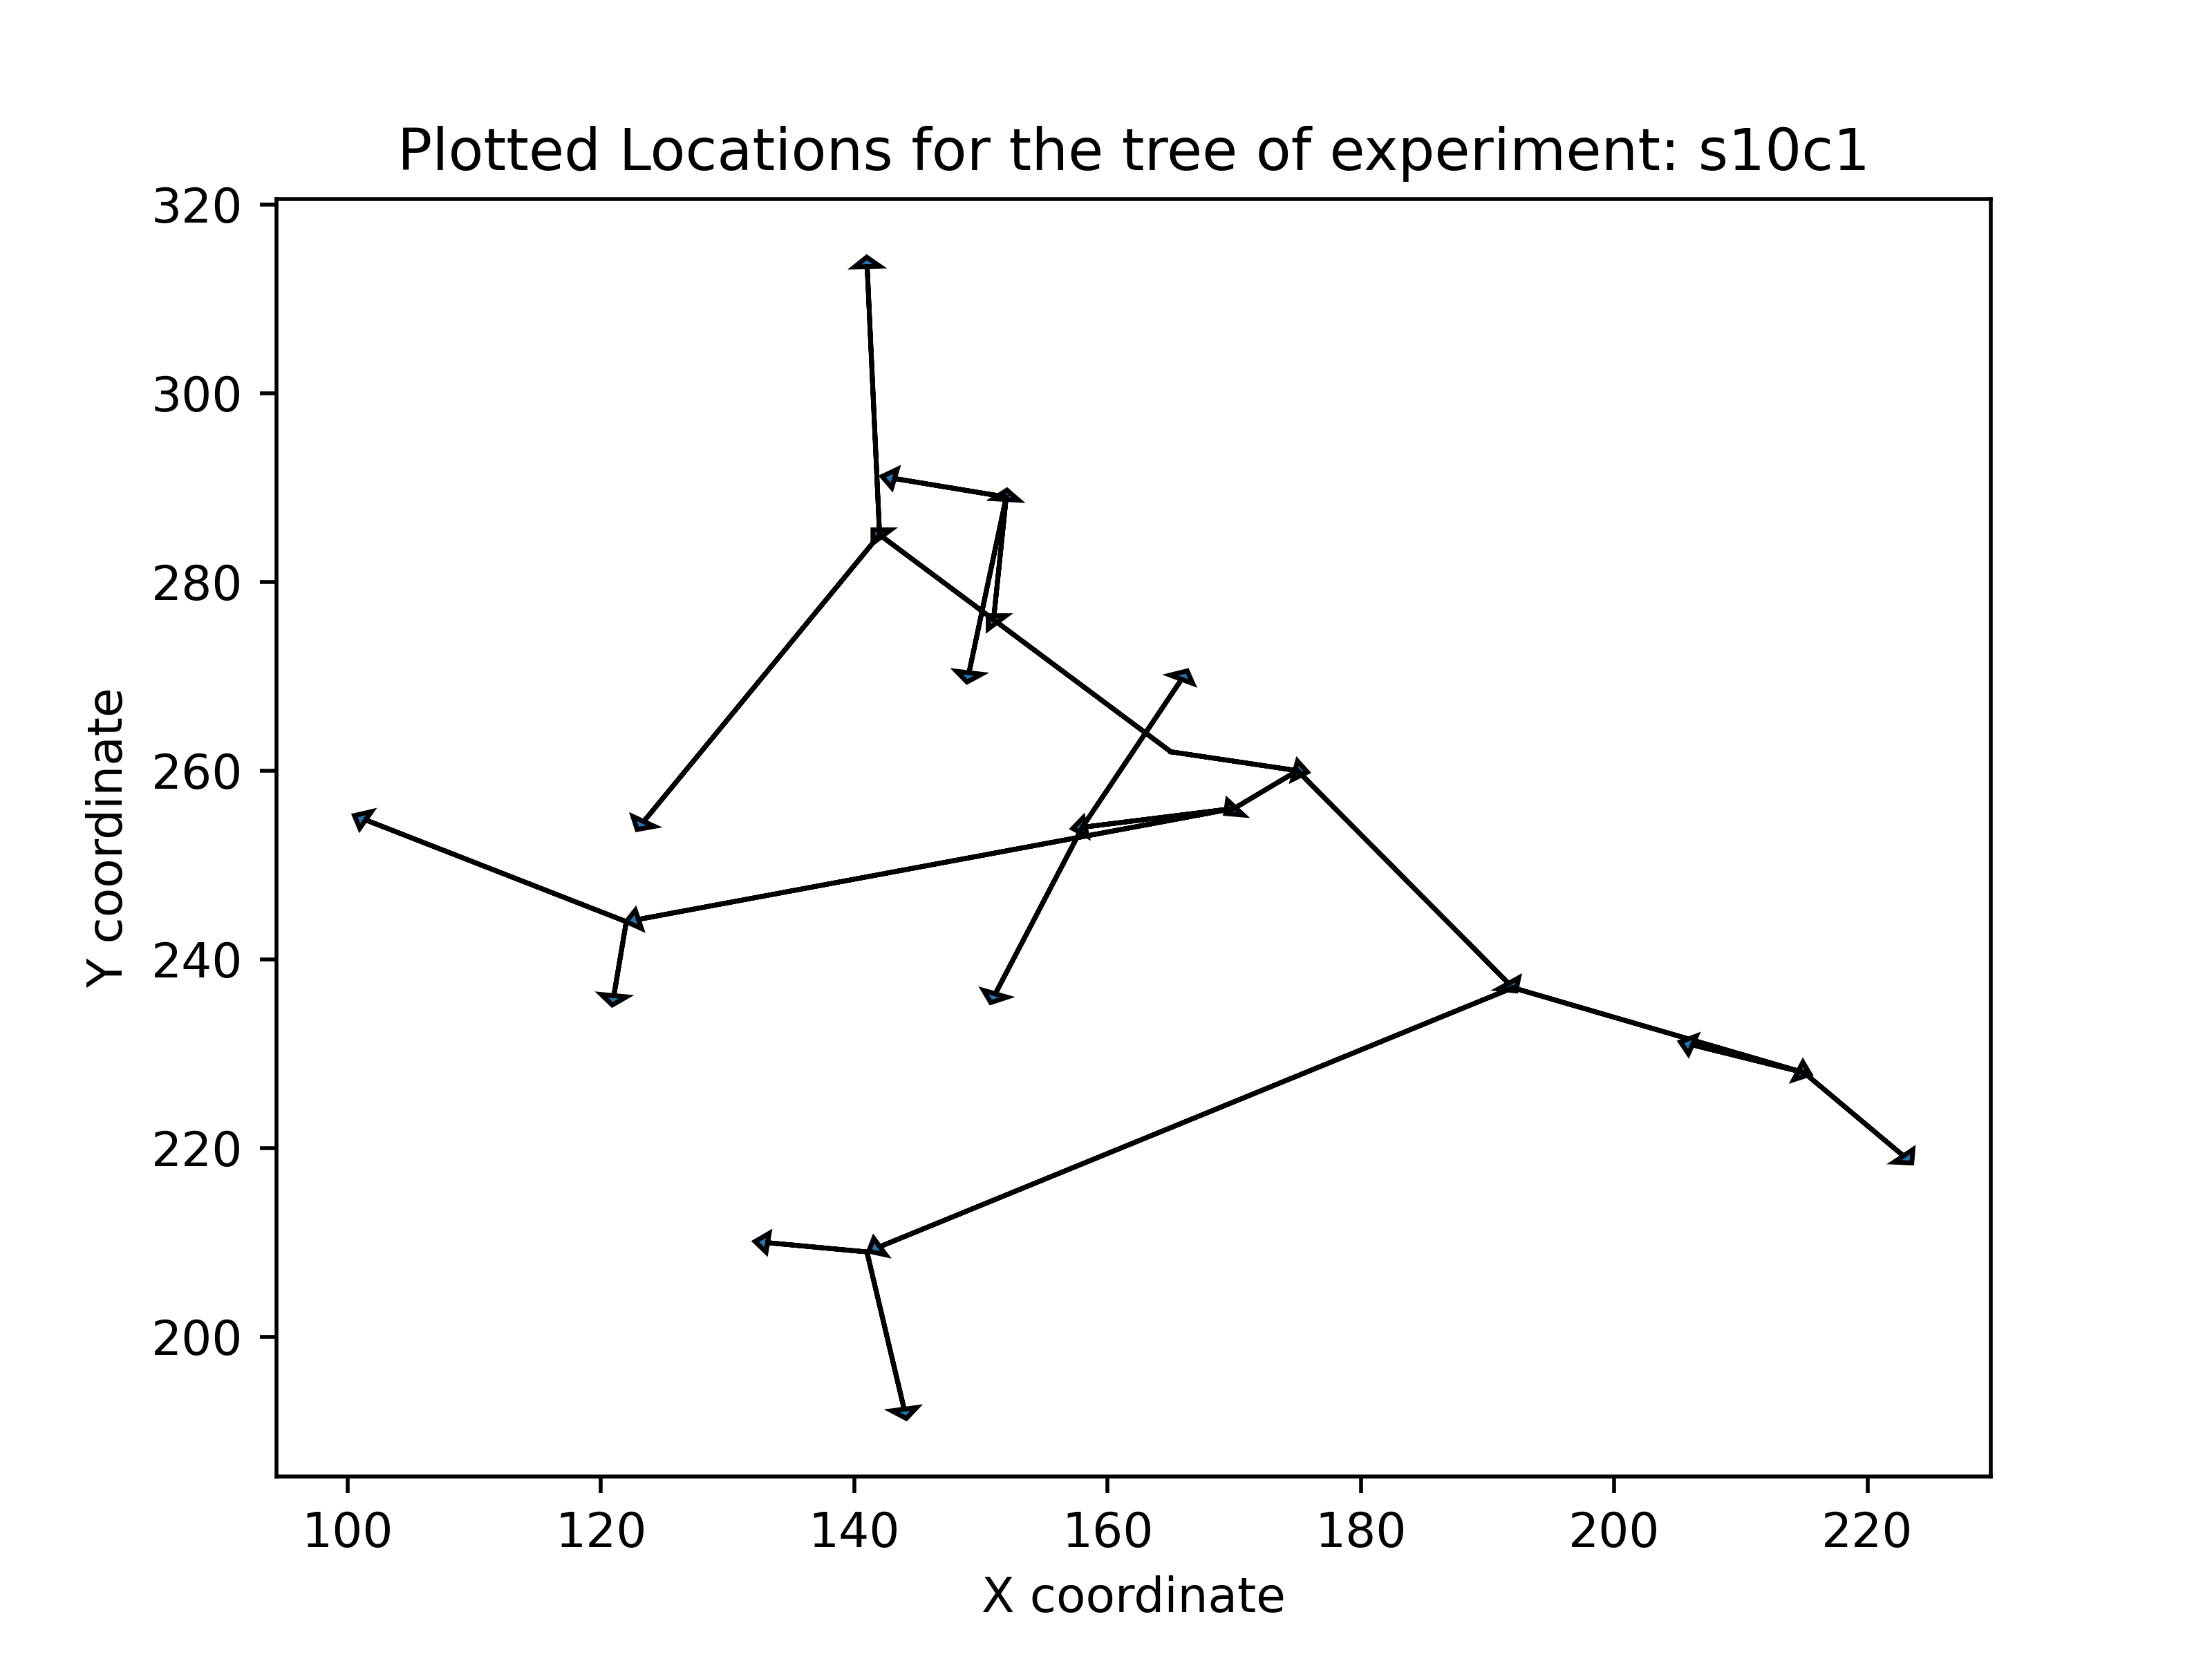 Plotted Locations for the tree of experiment: s10c1
320
300
280
260
240
220
200
Y coordinate
100 120 140 160 180 200 220
X coordinate